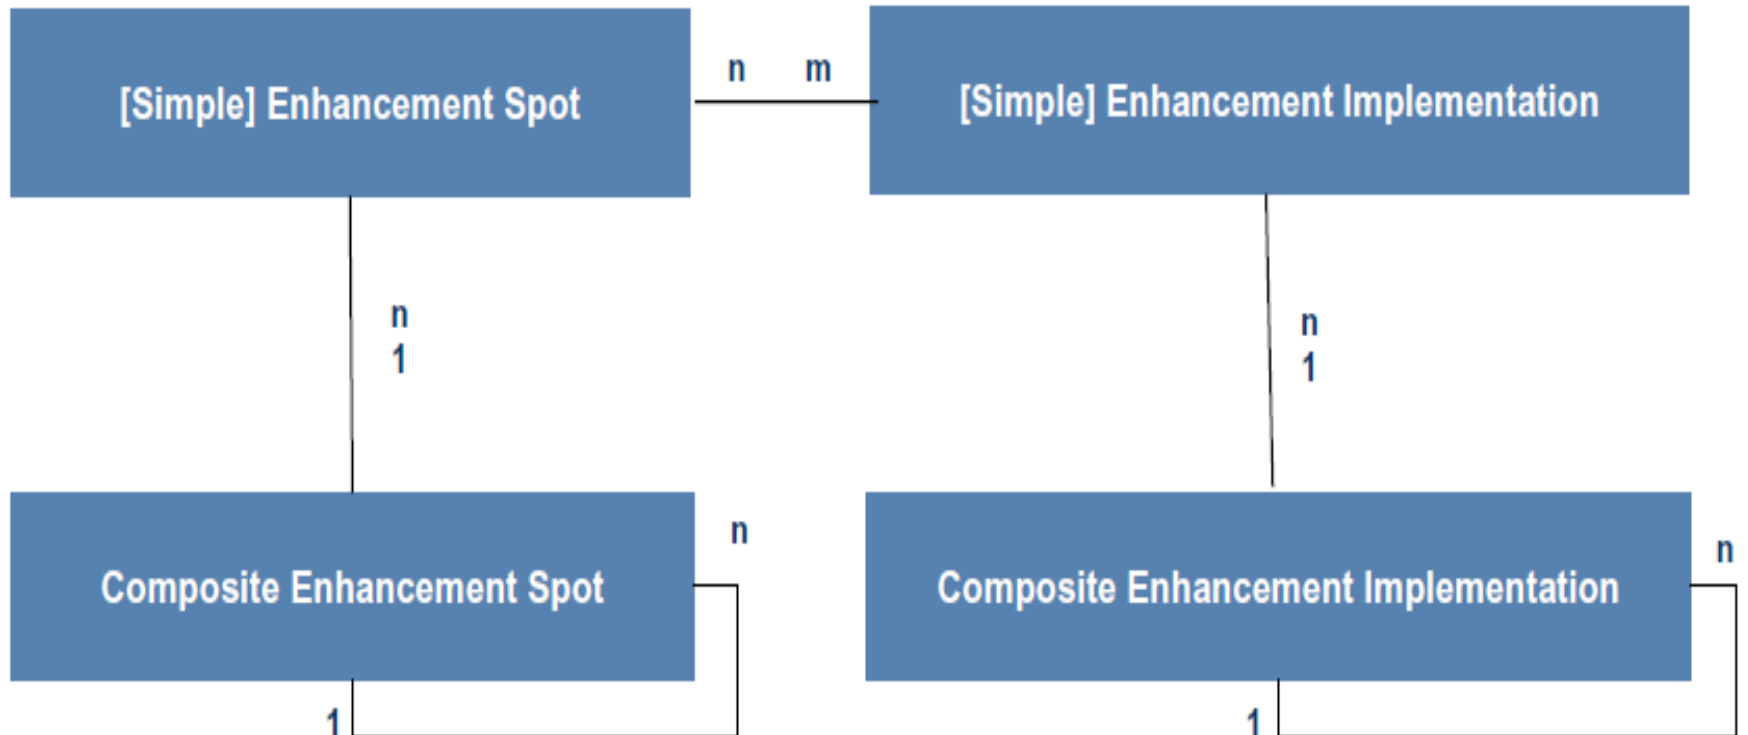 [Simple] Enhancement Spot
n m
[Simple] Enhancement Implementation
n
1
n
1
Composite Enhancement Spot
n
1
Composite Enhancement Implementation
n
1